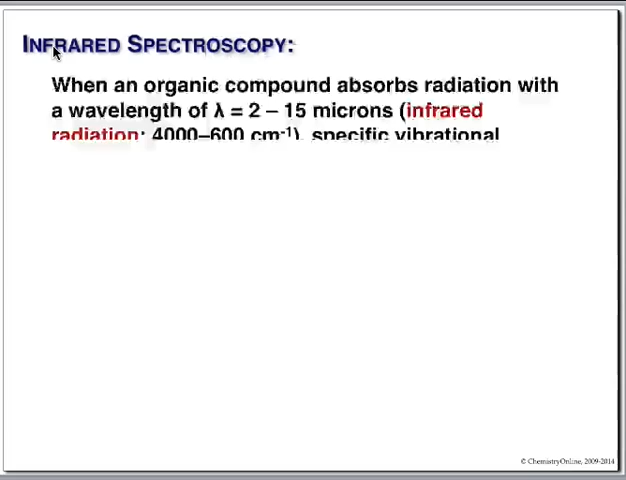 INFRARED SPECTROSCOPY:
When an organic compound absorbs radiation with
a wavelength of λ = 2 – 15 microns (infrared
radiation; 4000–600 cm⁻¹), specific vibrational
© ChemistryOnline, 2009-2014